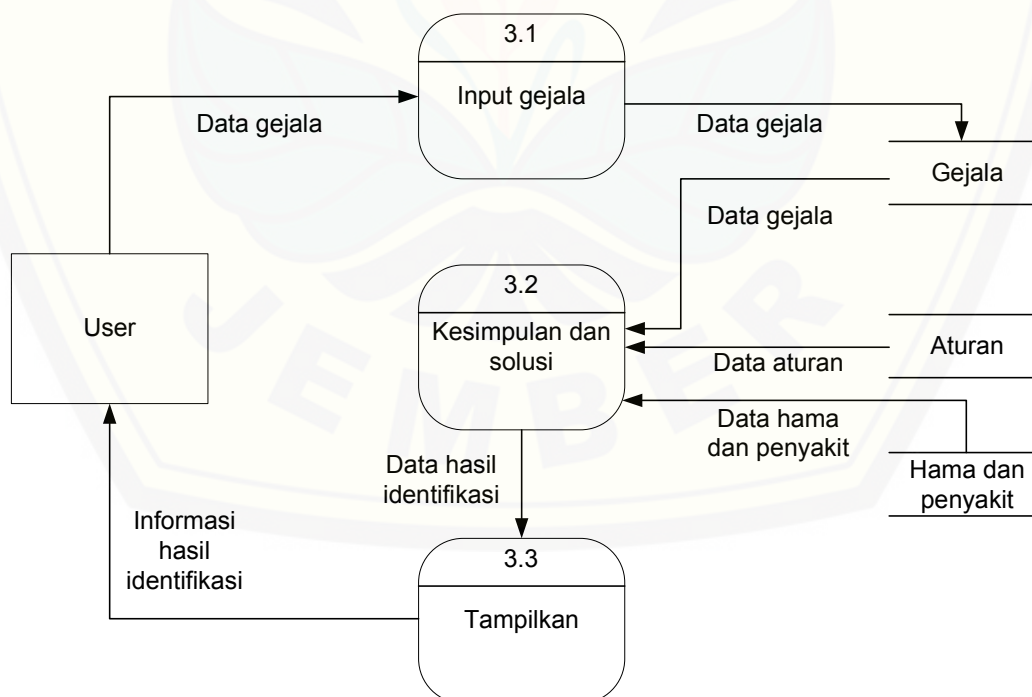 3.1
Input gejala
Data gejala
Data gejala
Gejala
Data gejala
User
3.2
Kesimpulan dan
solusi
Aturan
Data aturan
Data hama
dan penyakit
Hama dan
penyakit
Data hasil
identifikasi
Informasi
hasil
identifikasi
3.3
Tampilkan
JEMBER